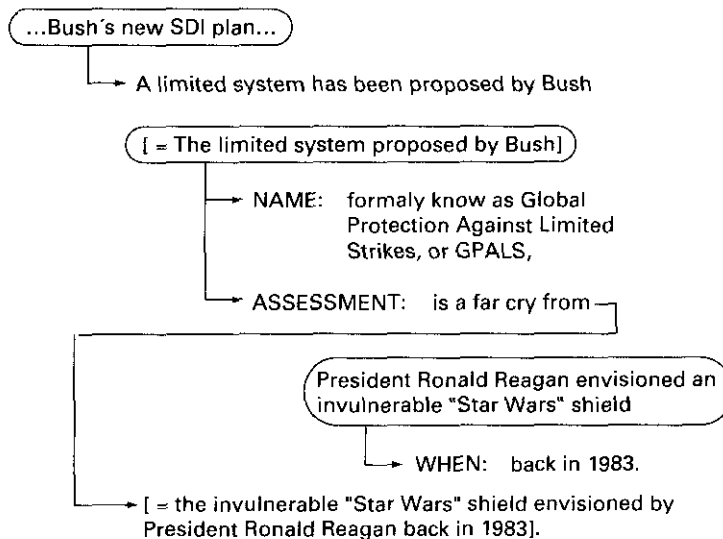 ...Bush's new SDI plan...
A limited system has been proposed by Bush
[ = The limited system proposed by Bush]
NAME: formaly know as Global
Protection Against Limited
Strikes, or GPALS,
ASSESSMENT: is a far cry from
President Ronald Reagan envisioned an
invulnerable "Star Wars" shield
WHEN: back in 1983.
[ = the invulnerable "Star Wars" shield envisioned by
President Ronald Reagan back in 1983].